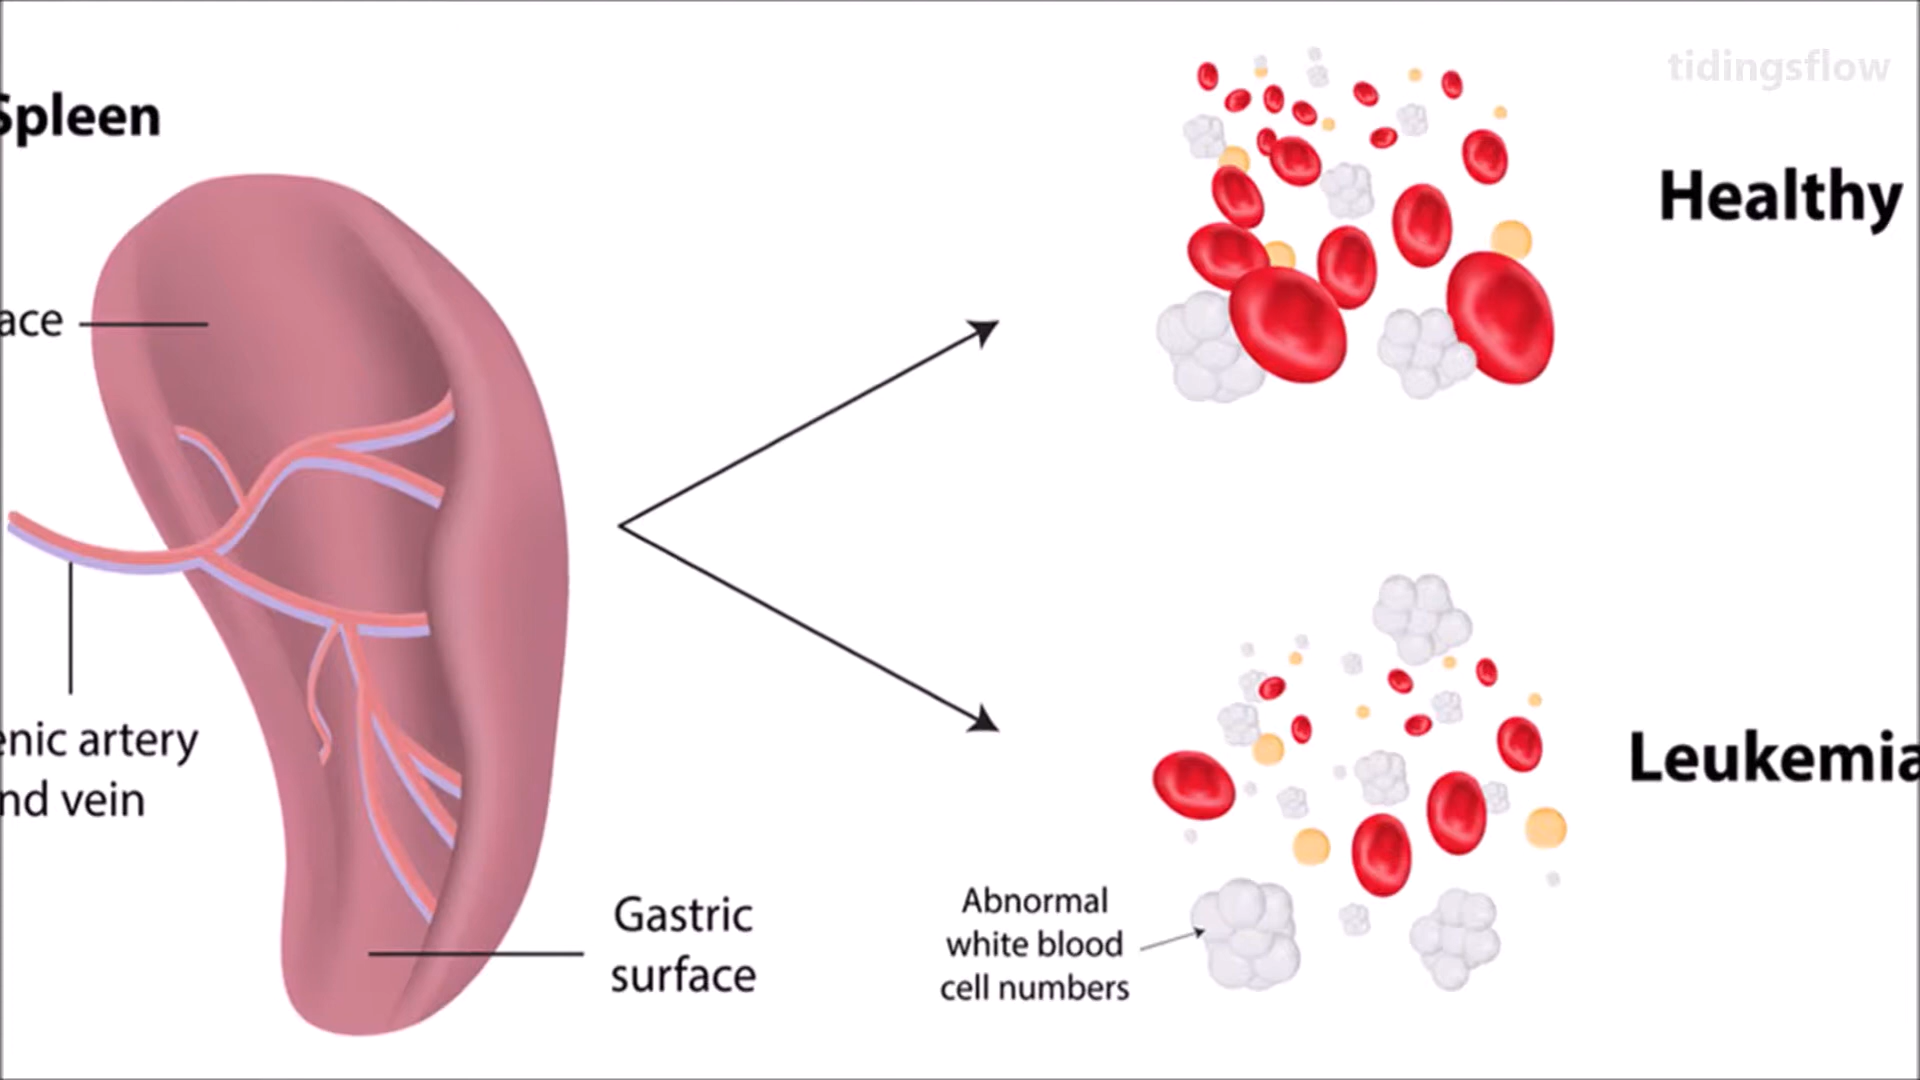 tidingsflow
Spleen
Healthy
ace
enic artery
nd vein
Gastric
surface
Abnormal
white blood
cell numbers
Leukemia